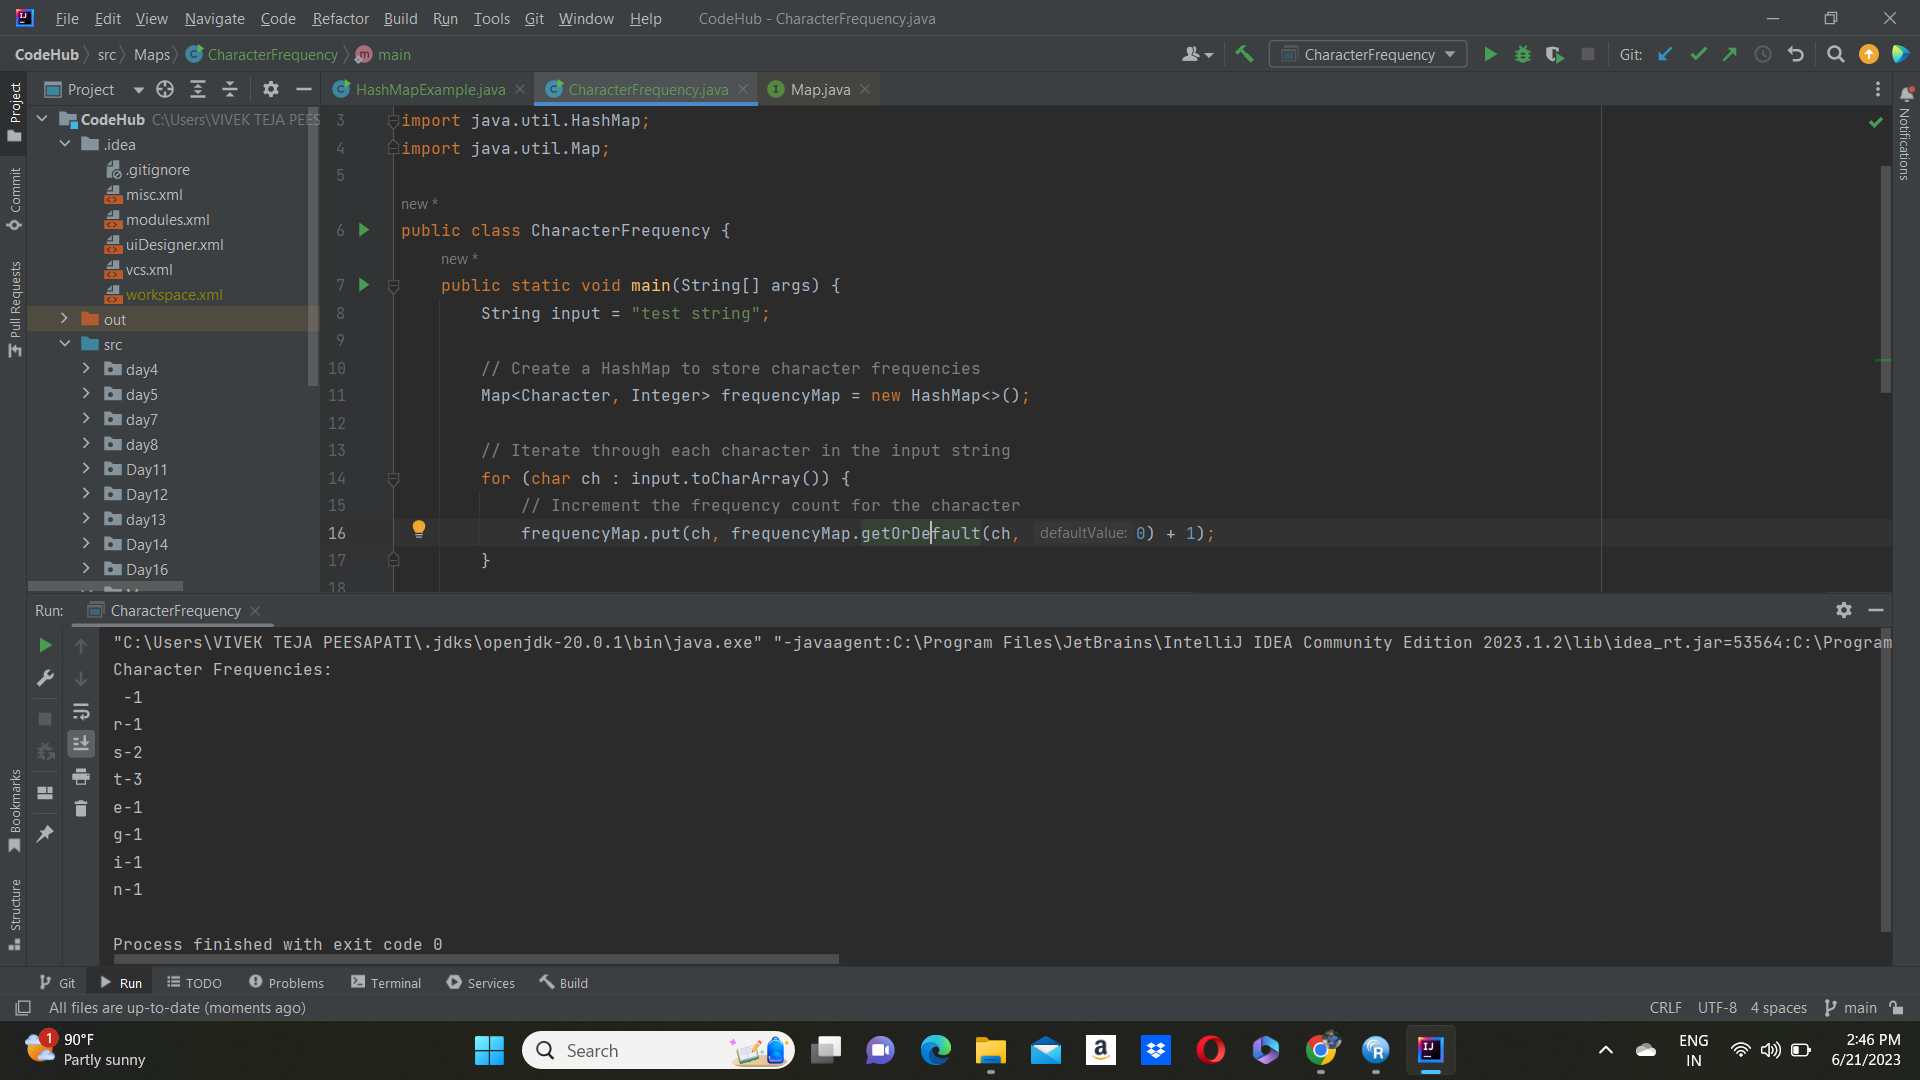 File Edit View Navigate Code Refactor Build Run Tools Git Window Help CodeHub - CharacterFrequency.java
CodeHub src Maps CharacterFrequency main CharacterFrequency Git:
Project HashMapExample.java CharacterFrequency.java Map.java
Project
Commit
Pull Requests
Bookmarks
Structure
Notifications
CodeHub C:\Users\VIVEK TEJA PEES
.idea
.gitignore
misc.xml
modules.xml
uiDesigner.xml
vcs.xml
workspace.xml
out
src
day4
day5
day7
day8
Day11
Day12
day13
Day14
Day16
3 import java.util.HashMap;
4 import java.util.Map;
5
new *
6 public class CharacterFrequency {
new *
7 public static void main(String[] args) {
8 String input = "test string";
9
10 // Create a HashMap to store character frequencies
11 Map<Character, Integer> frequencyMap = new HashMap<>();
12
13 // Iterate through each character in the input string
14 for (char ch : input.toCharArray()) {
15 // Increment the frequency count for the character
16 frequencyMap.put(ch, frequencyMap.getOrDefault(ch, defaultValue: 0) + 1);
17 }
18
Run: CharacterFrequency
"C:\Users\VIVEK TEJA PEESAPATI\.jdks\openjdk-20.0.1\bin\java.exe" "-javaagent:C:\Program Files\JetBrains\IntelliJ IDEA Community Edition 2023.1.2\lib\idea_rt.jar=53564:C:\Program
Character Frequencies:
 -1
r-1
s-2
t-3
e-1
g-1
i-1
n-1
Process finished with exit code 0
Git Run TODO Problems Terminal Services Build
All files are up-to-date (moments ago) CRLF UTF-8 4 spaces main
1 90°F
Partly sunny
Search
ENG
IN
2:46 PM
6/21/2023